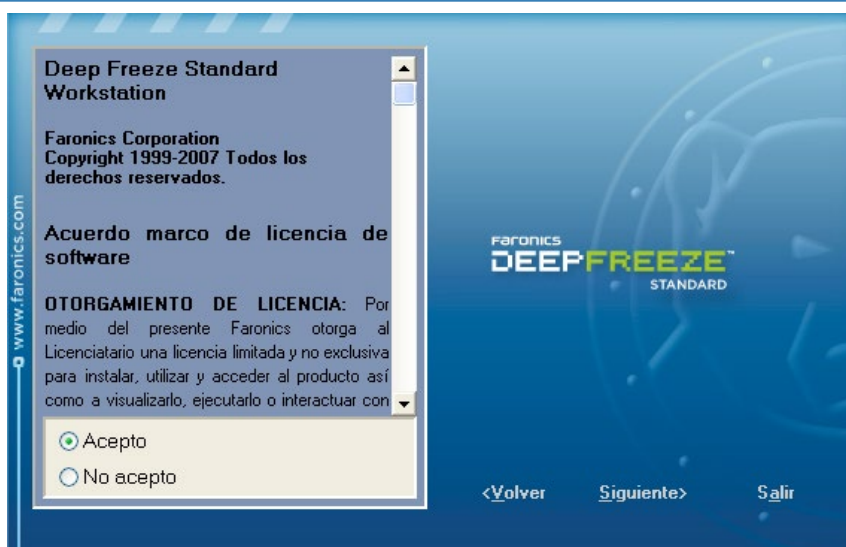 Deep Freeze Standard
Workstation
Faronics Corporation
Copyright 1999-2007 Todos los
derechos reservados.
Acuerdo marco de licencia de
software
OTORGAMIENTO DE LICENCIA: Por
medio del presente Faronics otorga al
Licenciatario una licencia limitada y no exclusiva
para instalar, utilizar y acceder al producto así
como a visualizarlo, ejecutarlo o interactuar con
Acepto
No acepto
www.faronics.com
Faronics
DEEPFREEZE™
STANDARD
<Volver
Siguiente>
Salir